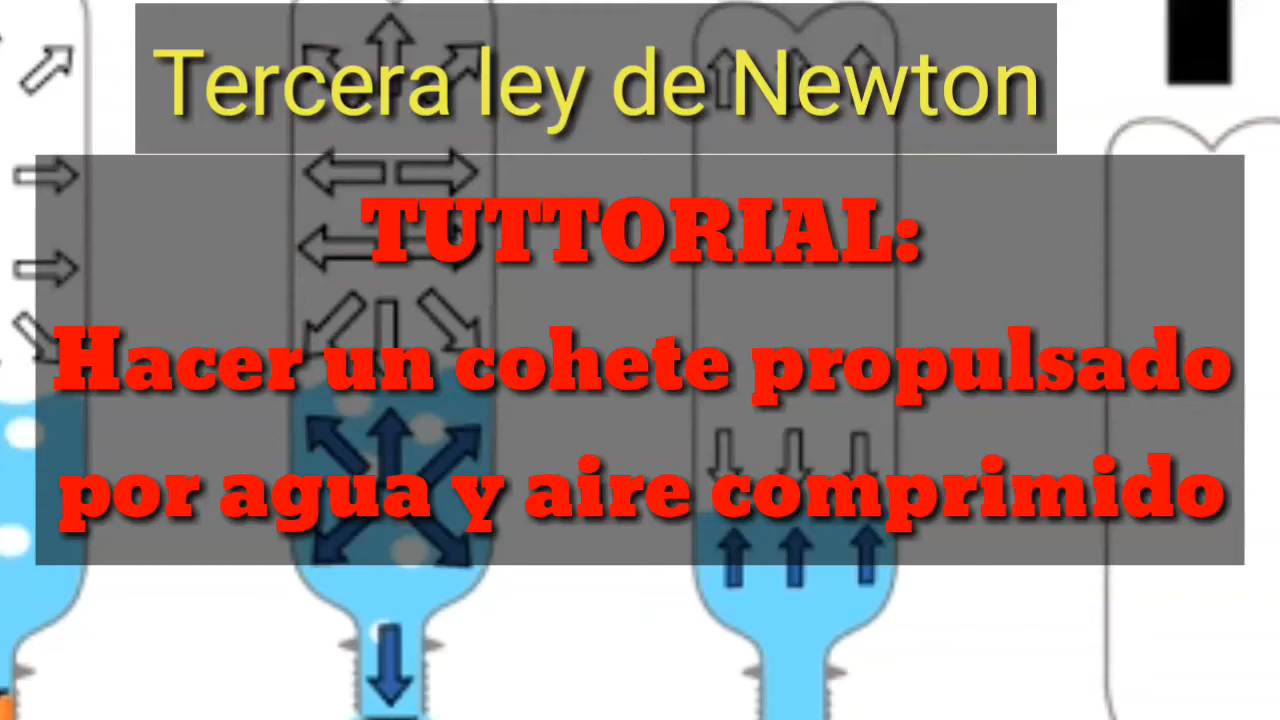 Tercera ley de Newton
TUTTORIAL:
Hacer un cohete propulsado
por agua y aire comprimido